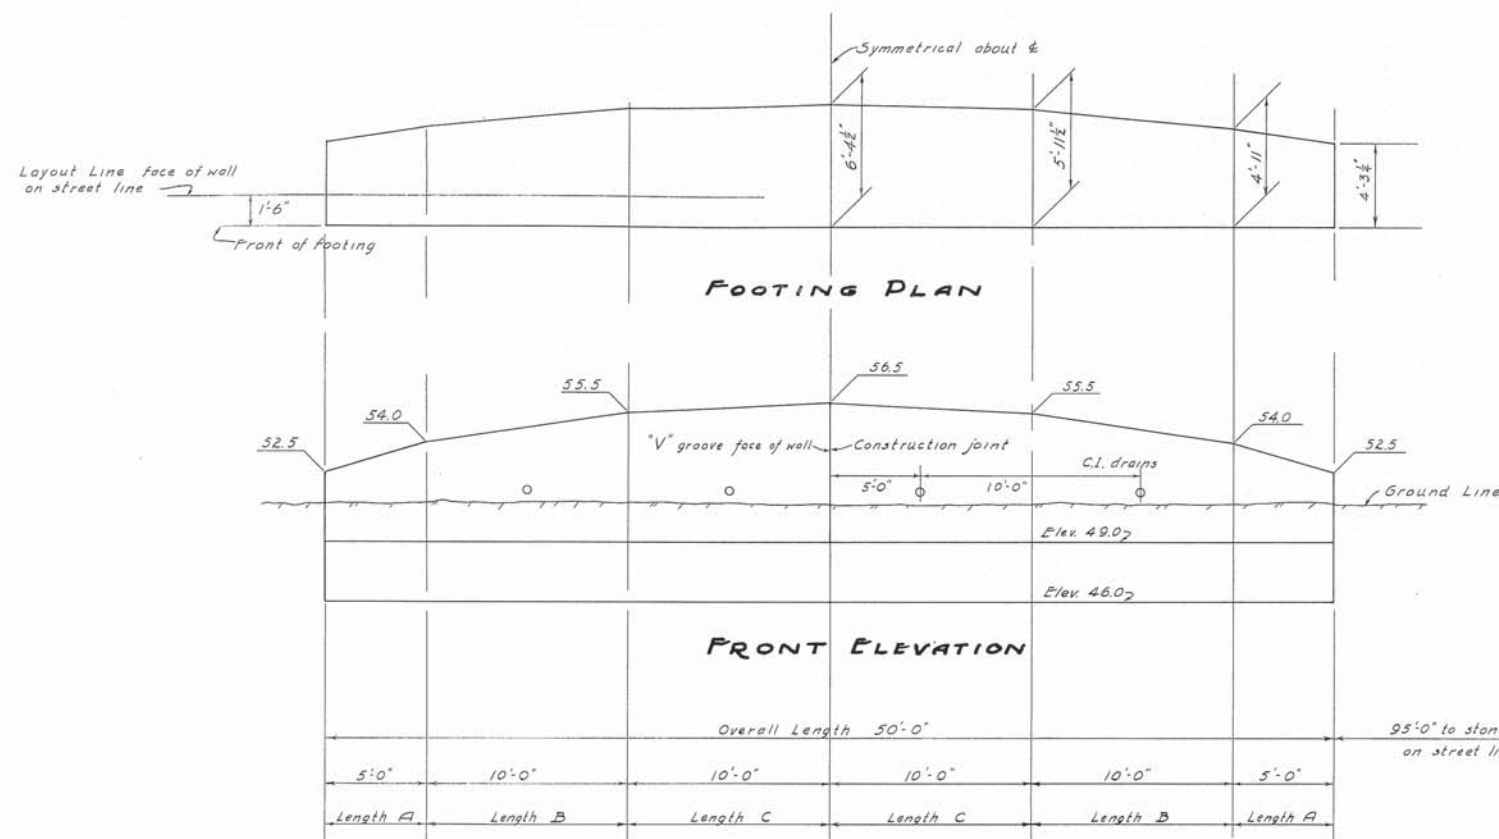 Symmetrical about ℄
6'-4½"
5'-11½"
4'-11"
4'-3¼"
Layout Line face of wall
on street line
1'-6"
Front of footing
FOOTING PLAN
56.5
55.5
55.5
54.0
54.0
52.5
52.5
"V" groove face of wall
Construction joint
C.I. drains
5'-0"
10'-0"
Ground Line
Elev. 49.0
Elev. 46.0
FRONT ELEVATION
Overall Length 50'-0"
95'-0" to
on street
5'-0"
10'-0"
10'-0"
10'-0"
10'-0"
5'-0"
Length A
Length B
Length C
Length C
Length B
Length A